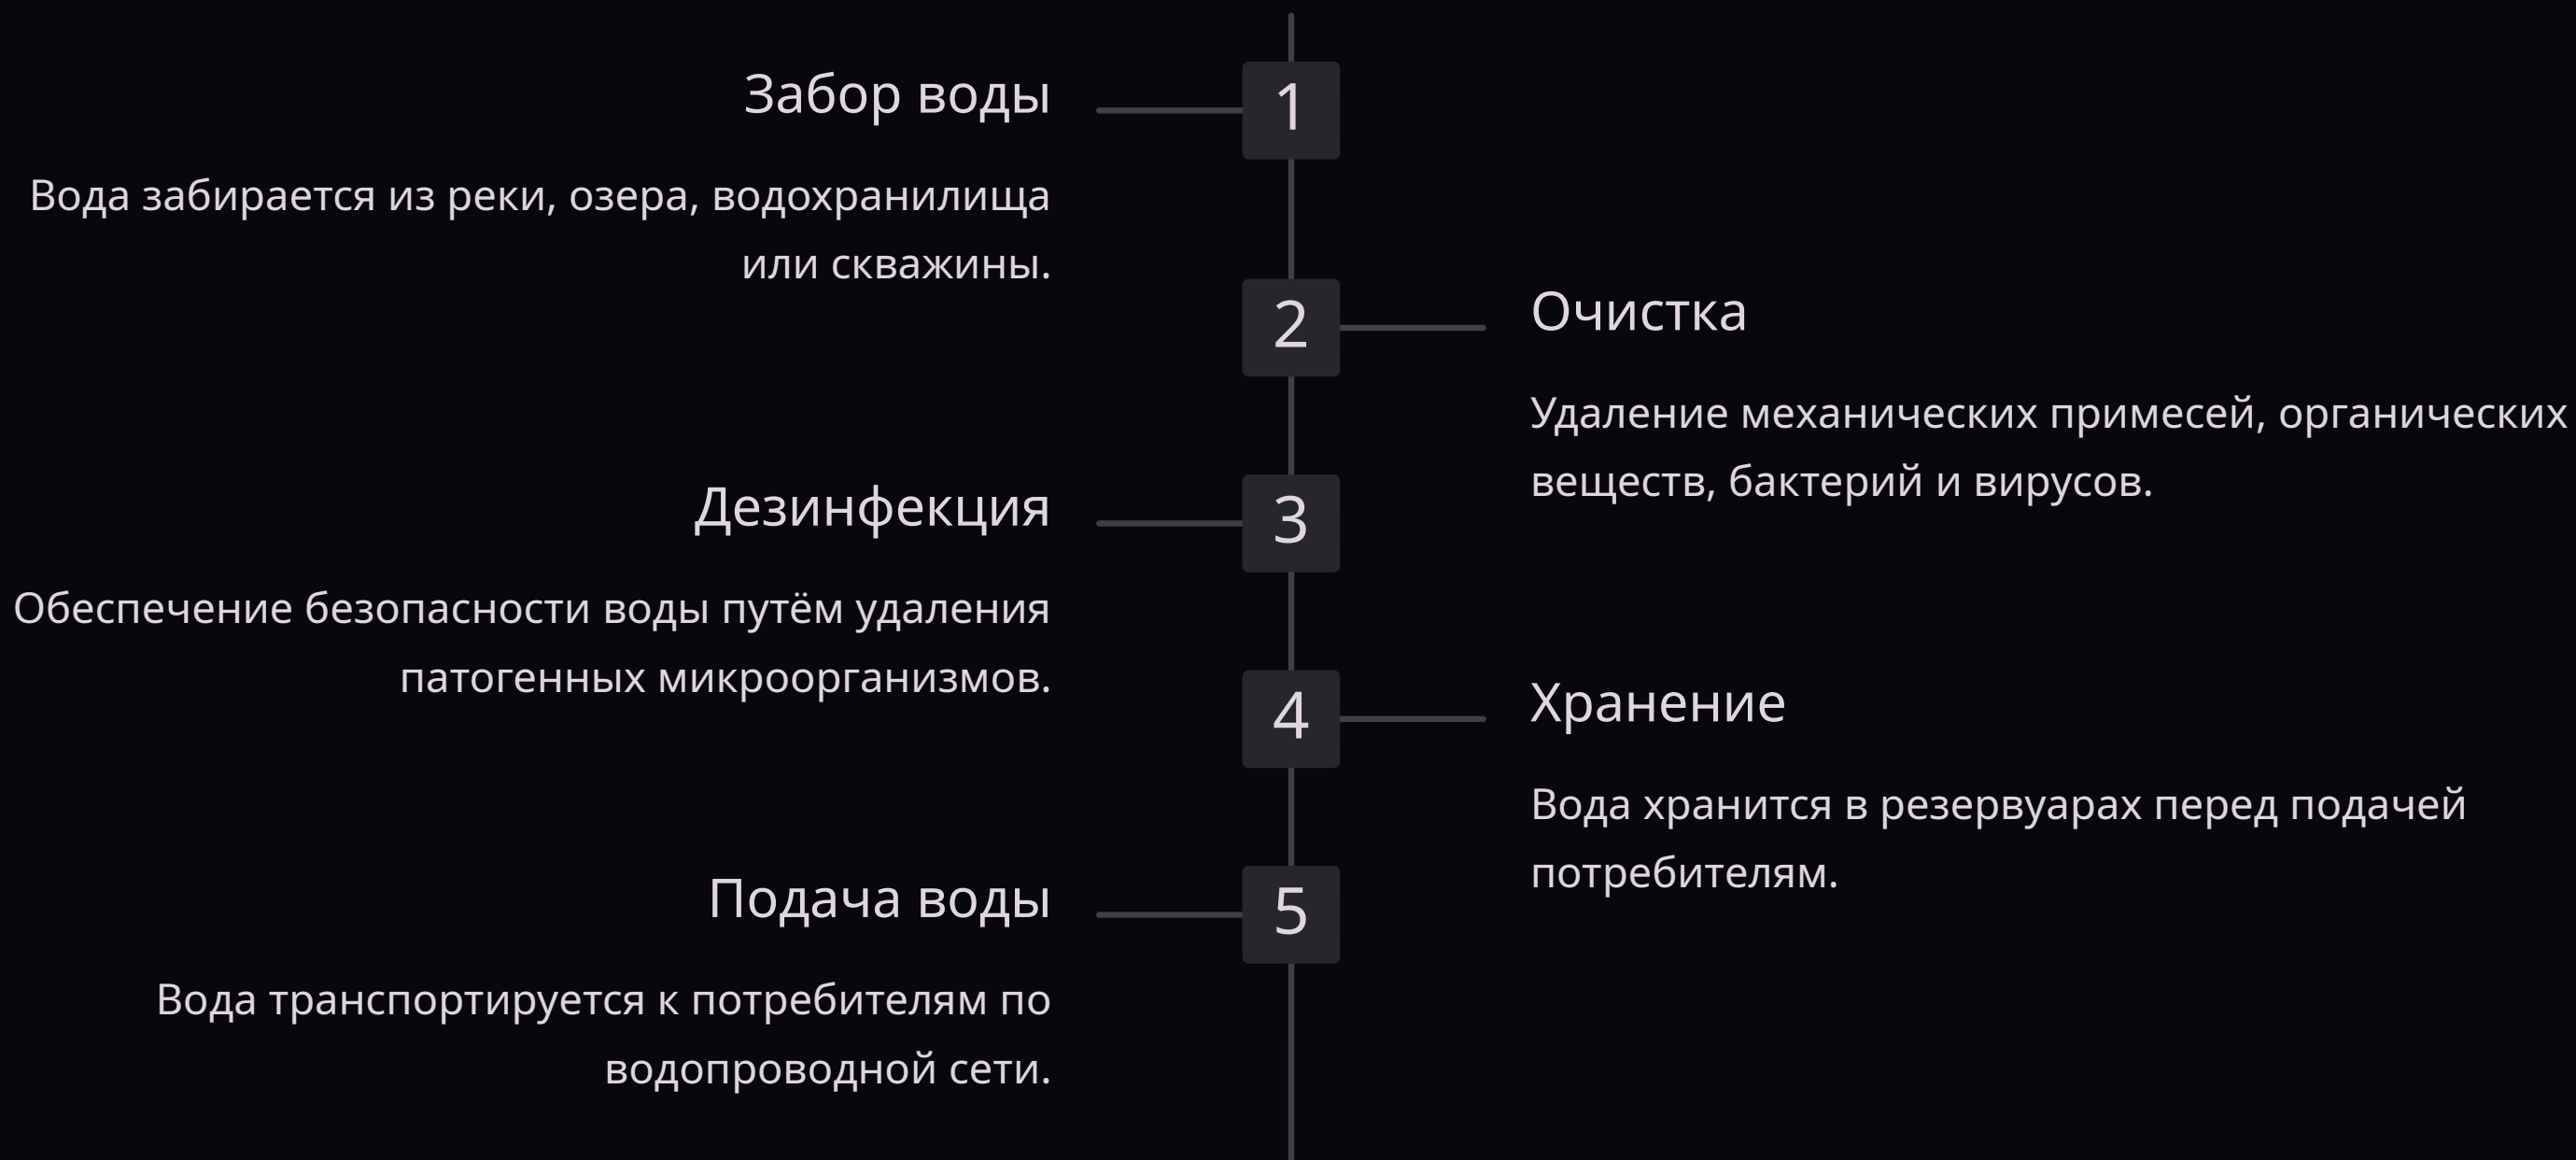 1
Забор воды
Вода забирается из реки, озера, водохранилища
или скважины.
2
Очистка
Удаление механических примесей, органических
веществ, бактерий и вирусов.
3
Дезинфекция
Обеспечение безопасности воды путём удаления
патогенных микроорганизмов.
4
Хранение
Вода хранится в резервуарах перед подачей
потребителям.
5
Подача воды
Вода транспортируется к потребителям по
водопроводной сети.